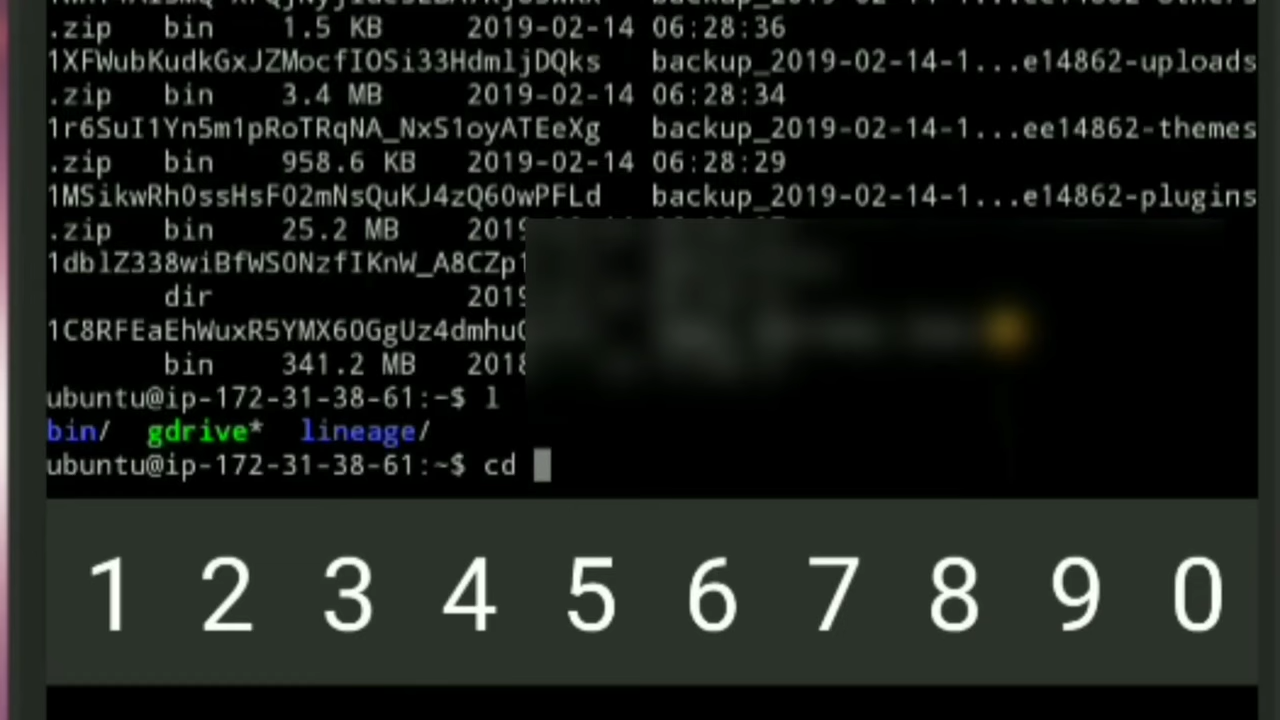 .zip bin 1.5 KB 2019-02-14 06:28:36
1XFWubKudkGxJZMocfIOSi33HdmljDQks backup_2019-02-14-1...e14862-uploads
.zip bin 3.4 MB 2019-02-14 06:28:34
1r6SuI1Yn5m1pRoTRqNA_NxS1oyATEeXg backup_2019-02-14-1...ee14862-themes
.zip bin 958.6 KB 2019-02-14 06:28:29
1MSikwRh0ssHsF02mNsQuKJ4zQ60wPFLd backup_2019-02-14-1...e14862-plugins
.zip bin 25.2 MB 2019
1dblZ338wiBfWS0NzfIKnW_A8CZp1
dir 2019
1C8RFEaEhWuxR5YMX60GgUz4dmhu
bin 341.2 MB 2018
ubuntu@ip-172-31-38-61:~$ l
bin/ gdrive* lineage/
ubuntu@ip-172-31-38-61:~$ cd
1 2 3 4 5 6 7 8 9 0